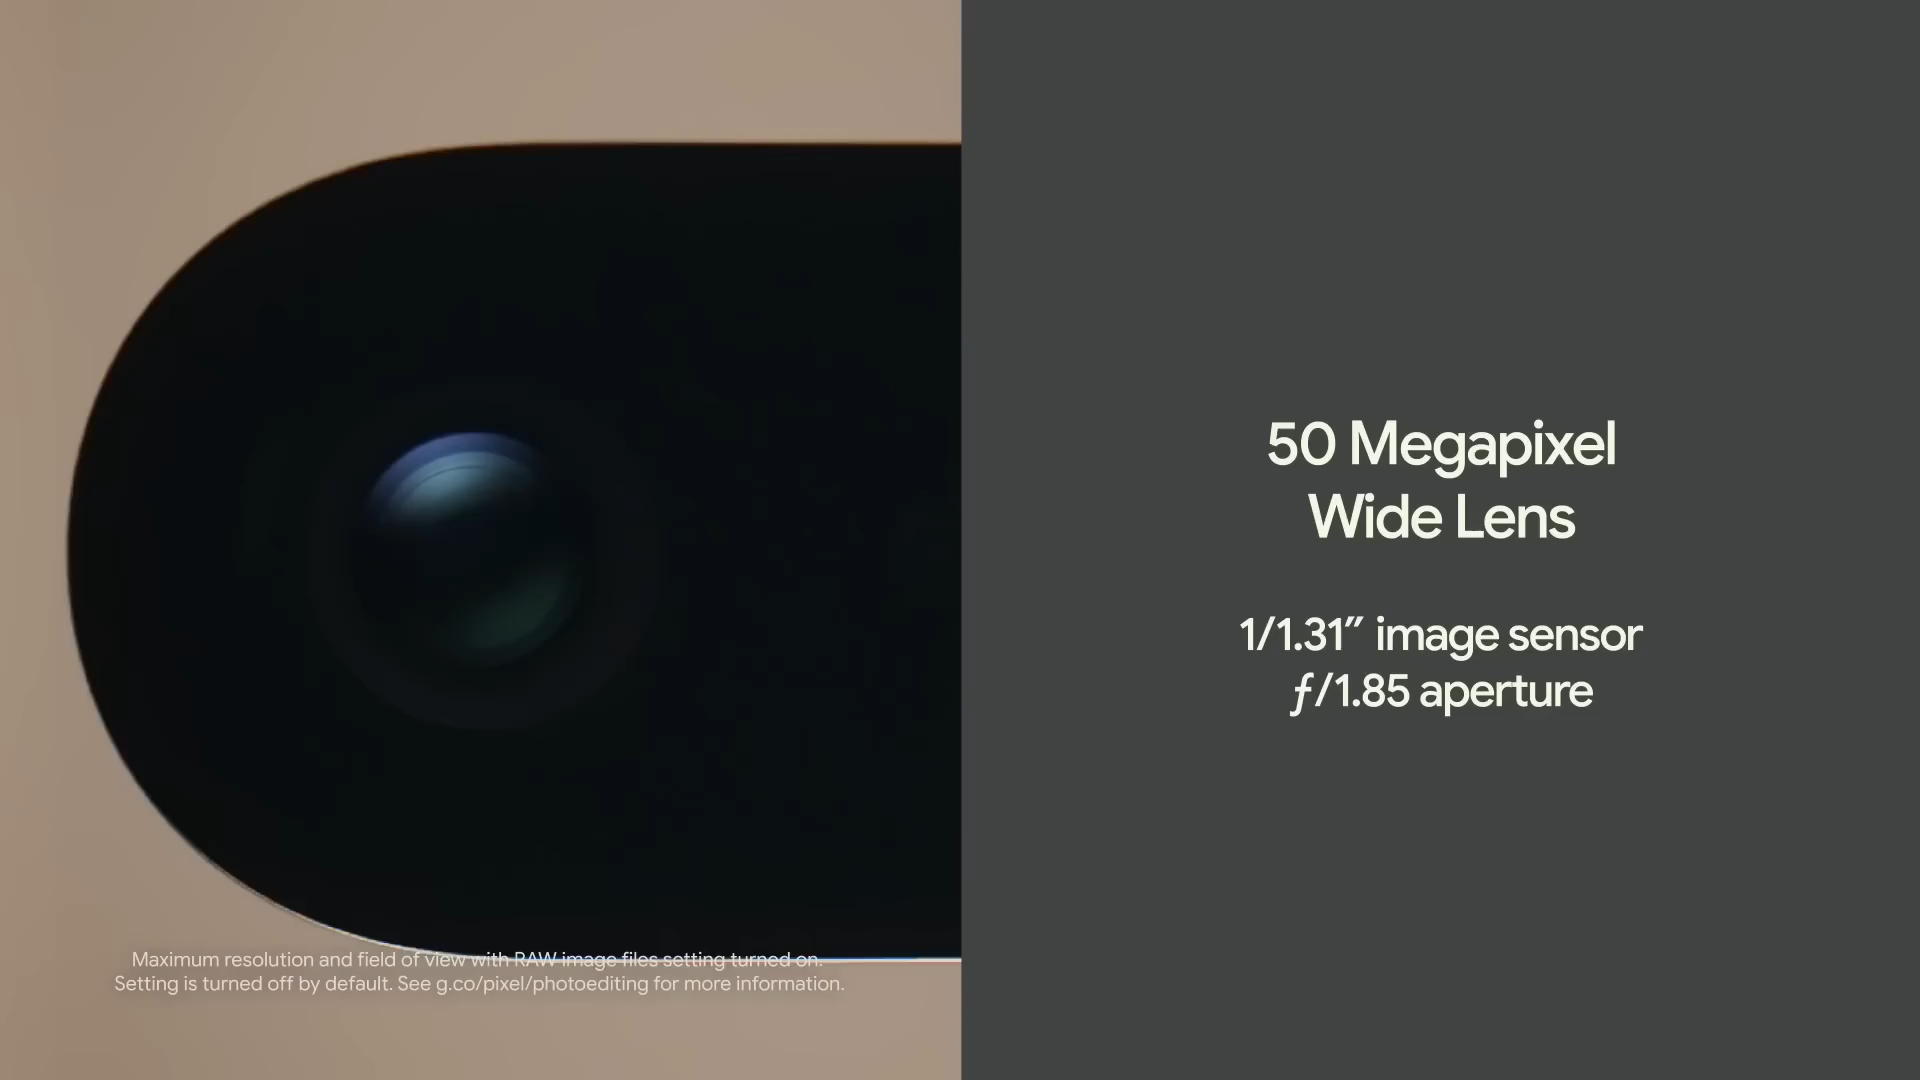 50 Megapixel
Wide Lens
1/1.31″ image sensor
ƒ/1.85 aperture
Maximum resolution and field of view with RAW image files setting turned on.
Setting is turned off by default. See g.co/pixel/photoediting for more information.